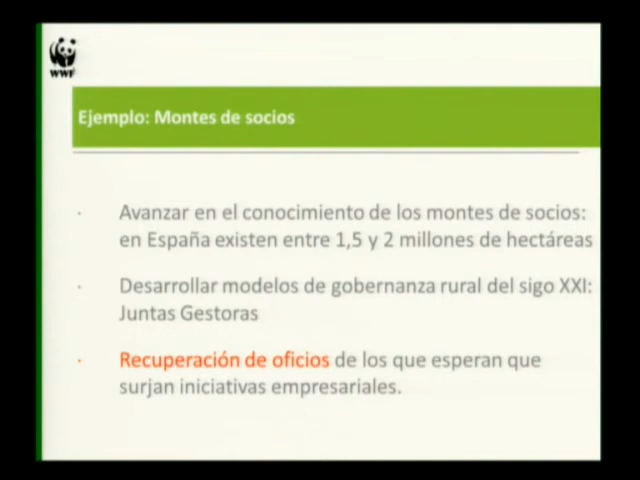 WWF
Ejemplo: Montes de socios
· Avanzar en el conocimiento de los montes de socios:
en España existen entre 1,5 y 2 millones de hectáreas
· Desarrollar modelos de gobernanza rural del sigo XXI:
Juntas Gestoras
· Recuperación de oficios de los que esperan que
surjan iniciativas empresariales.